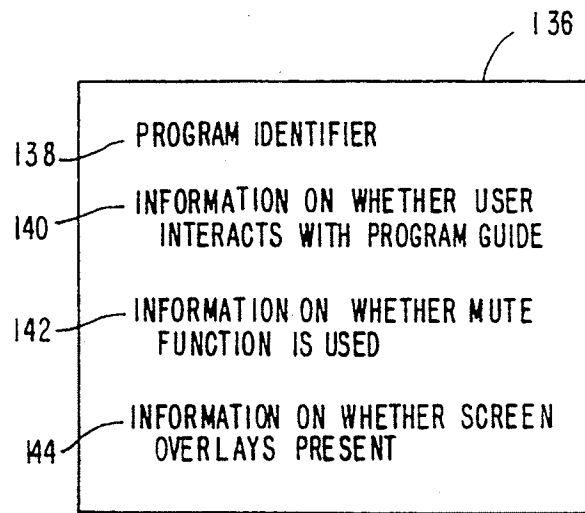 136
138 PROGRAM IDENTIFIER
140 INFORMATION ON WHETHER USER
INTERACTS WITH PROGRAM GUIDE
142 INFORMATION ON WHETHER MUTE
FUNCTION IS USED
144 INFORMATION ON WHETHER SCREEN
OVERLAYS PRESENT